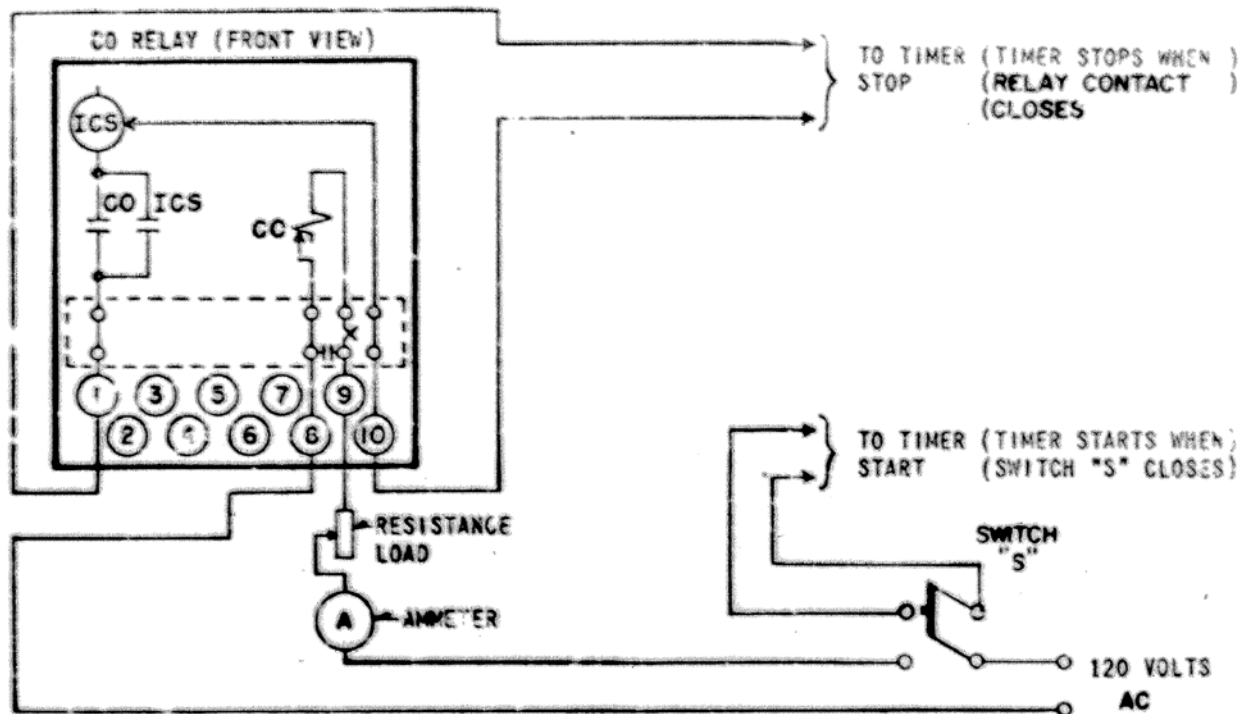 CO RELAY (FRONT VIEW)
TO TIMER (TIMER STOPS WHEN )
STOP (RELAY CONTACT )
(CLOSES
ICS
CO ICS
CO
1 3 5 7 9
2 4 6 8 10
TO TIMER (TIMER STARTS WHEN)
START (SWITCH "S" CLOSES)
RESISTANCE
LOAD
SWITCH
"S"
A AMMETER
120 VOLTS
AC